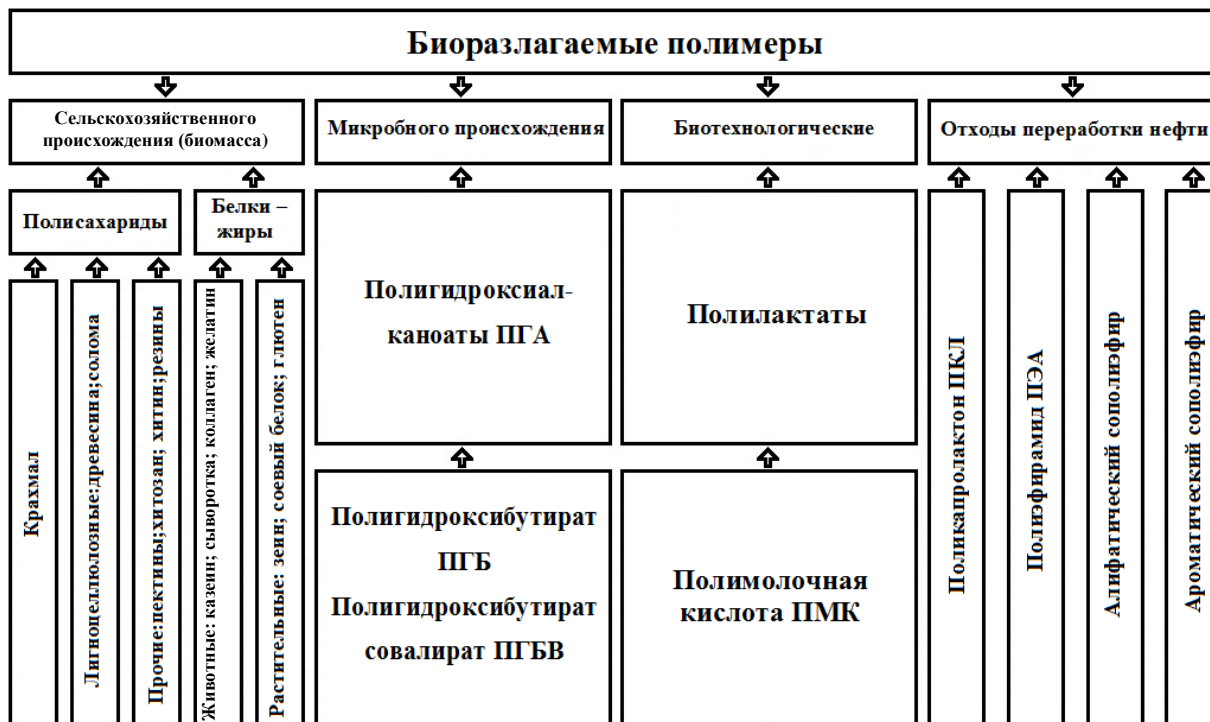 Биоразлагаемые полимеры
Сельскохозяйственного
происхождения (биомасса)
Микробного происхождения
Биотехнологические
Отходы переработки нефти
Полисахариды
Белки –
жиры
Крахмал
Лигноцеллюлозные:древесина;солома
Прочие:пектины;хитозан; хитин;резины
Животные: казеин; сыворотка; коллаген; желатин
Растительные: зеин; соевый белок; глютен
Полигидроксиал-
каноаты ПГА
Полигидроксибутират
ПГБ
Полигидроксибутират
совалират ПГБВ
Полилактаты
Полимолочная
кислота ПМК
Поликапролактон ПКЛ
Полиэфирамид ПЭА
Алифатический сополиэфир
Ароматический сополиэфир